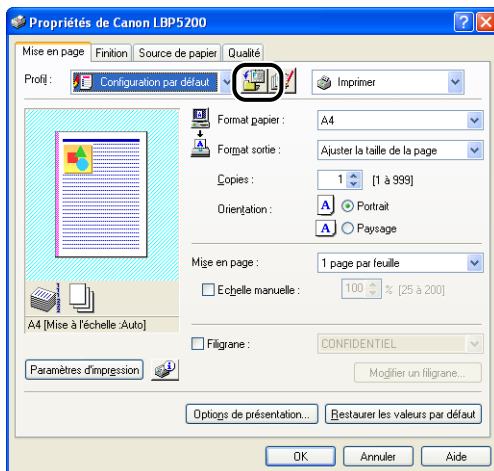 Propriétés de Canon LBP5200
Mise en page Finition Source de papier Qualité
Profil : Configuration par défaut Imprimer
Format papier : A4
Format sortie : Ajuster la taille de la page
Copies : 1 [1 à 999]
Orientation : A Portrait
A Paysage
Mise en page : 1 page par feuille
Echelle manuelle : 100 % [25 à 200]
A4 [Mise à l'échelle :Auto]
Filigrane : CONFIDENTIEL
Paramètres d'impression Modifier un filigrane...
Options de présentation... Restaurer les valeurs par défaut
OK Annuler Aide